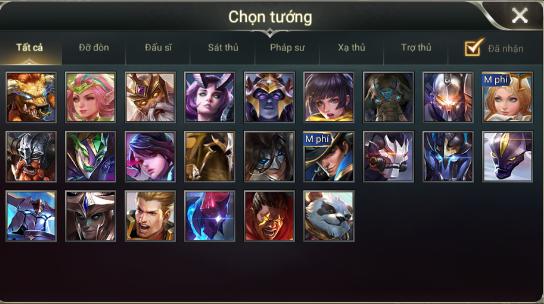 Chọn tướng
Tất cả Đỡ đòn Đấu sĩ Sát thủ Pháp sư Xạ thủ Trợ thủ Đã nhận
M phí
M phí